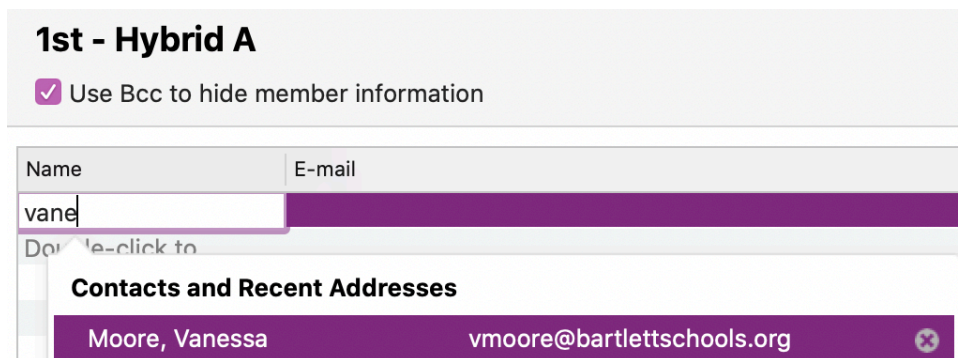 1st - Hybrid A
Use Bcc to hide member information
Name E-mail
vane
Contacts and Recent Addresses
Moore, Vanessa vmoore@bartlettschools.org